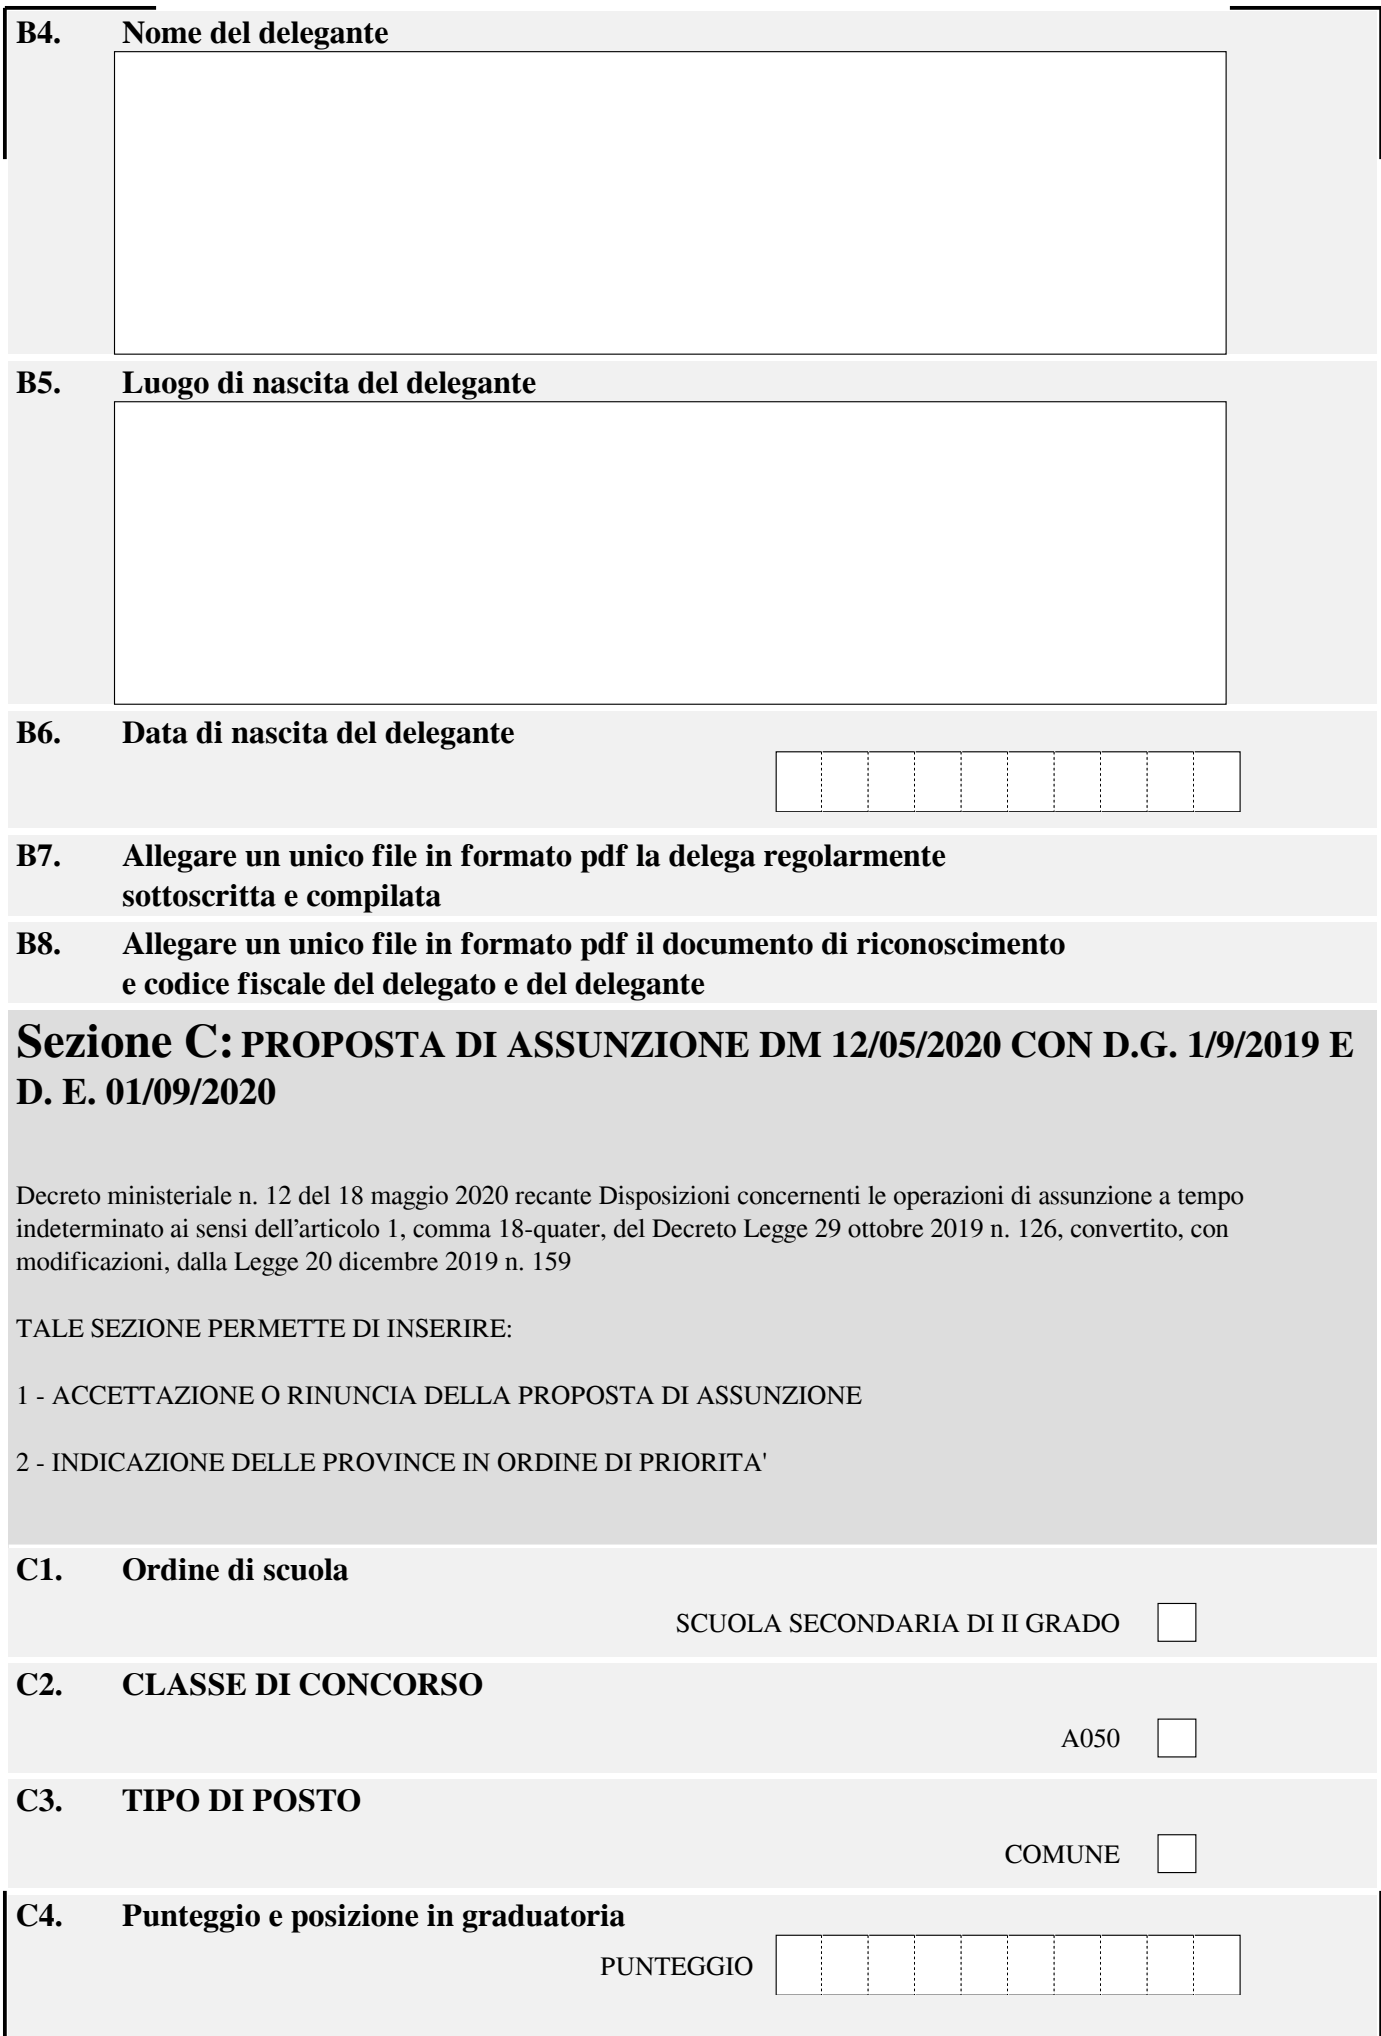 B4. Nome del delegante
B5. Luogo di nascita del delegante
B6. Data di nascita del delegante
B7. Allegare un unico file in formato pdf la delega regolarmente
sottoscritta e compilata
B8. Allegare un unico file in formato pdf il documento di riconoscimento
e codice fiscale del delegato e del delegante
Sezione C: PROPOSTA DI ASSUNZIONE DM 12/05/2020 CON D.G. 1/9/2019 E
D. E. 01/09/2020
Decreto ministeriale n. 12 del 18 maggio 2020 recante Disposizioni concernenti le operazioni di assunzione a tempo
indeterminato ai sensi dell'articolo 1, comma 18-quater, del Decreto Legge 29 ottobre 2019 n. 126, convertito, con
modificazioni, dalla Legge 20 dicembre 2019 n. 159
TALE SEZIONE PERMETTE DI INSERIRE:
1 - ACCETTAZIONE O RINUNCIA DELLA PROPOSTA DI ASSUNZIONE
2 - INDICAZIONE DELLE PROVINCE IN ORDINE DI PRIORITA'
C1. Ordine di scuola
SCUOLA SECONDARIA DI II GRADO
C2. CLASSE DI CONCORSO
A050
C3. TIPO DI POSTO
COMUNE
C4. Punteggio e posizione in graduatoria
PUNTEGGIO